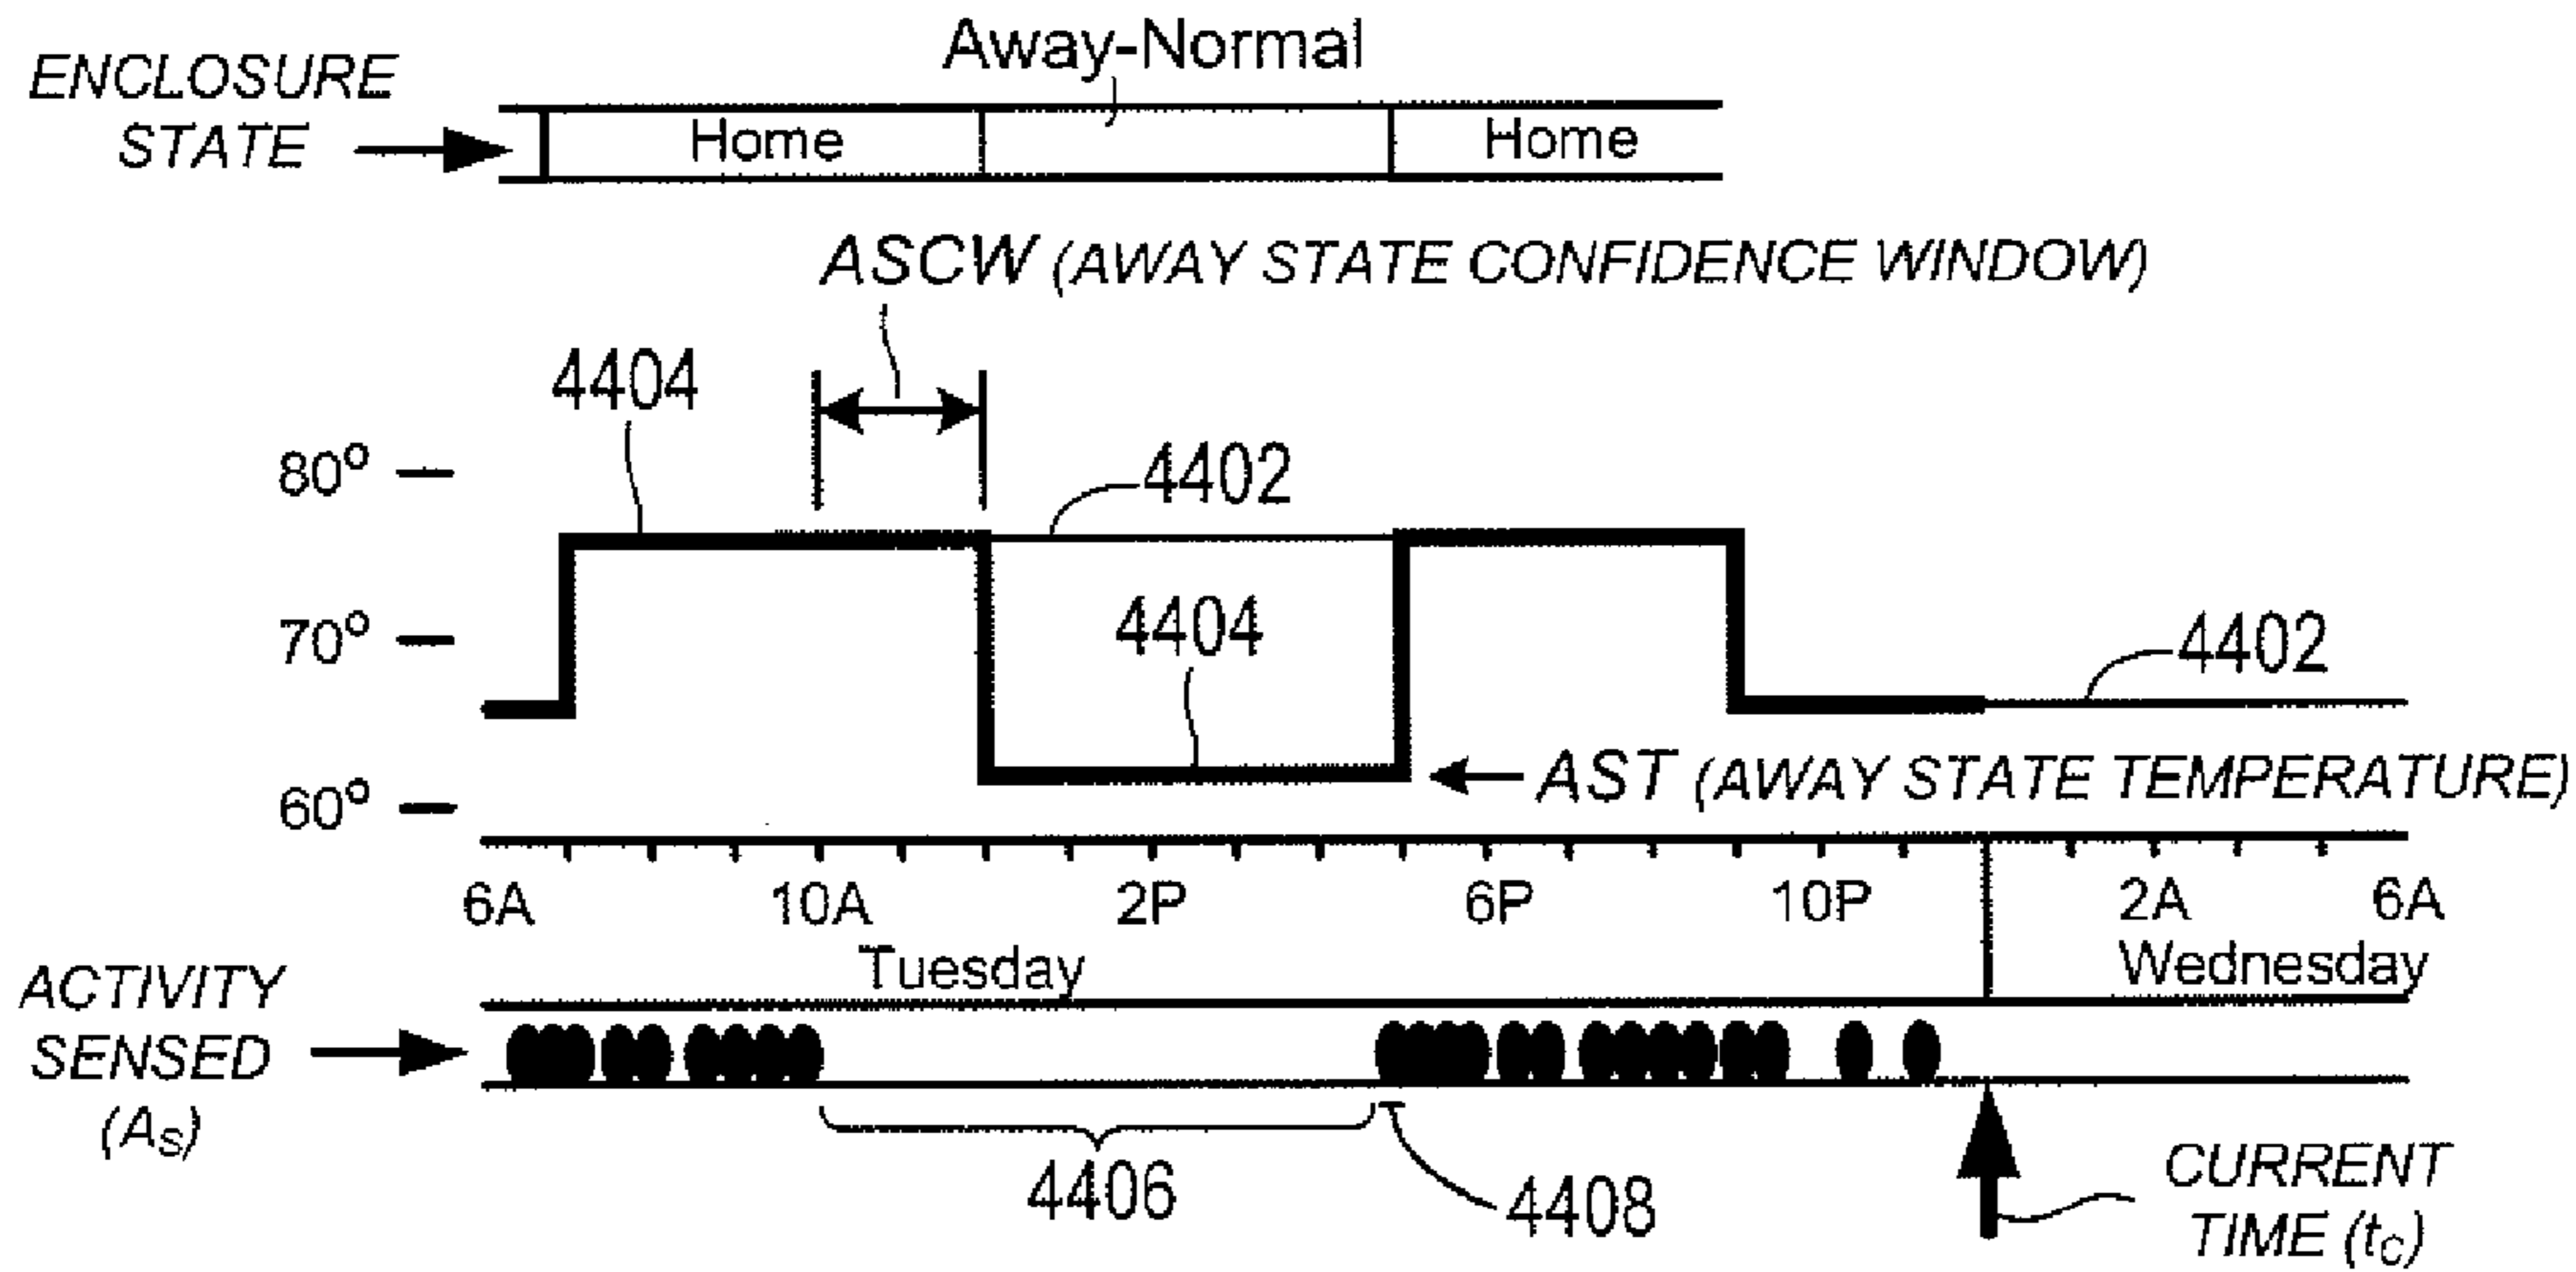 Away-Normal
ENCLOSURE
STATE
Home
Home
ASCW (AWAY STATE CONFIDENCE WINDOW)
4404
80°
4402
70°
4404
4402
60°
AST (AWAY STATE TEMPERATURE)
6A 10A 2P 6P 10P 2A 6A
Tuesday Wednesday
ACTIVITY
SENSED
(As)
4406
4408
CURRENT
TIME (tc)